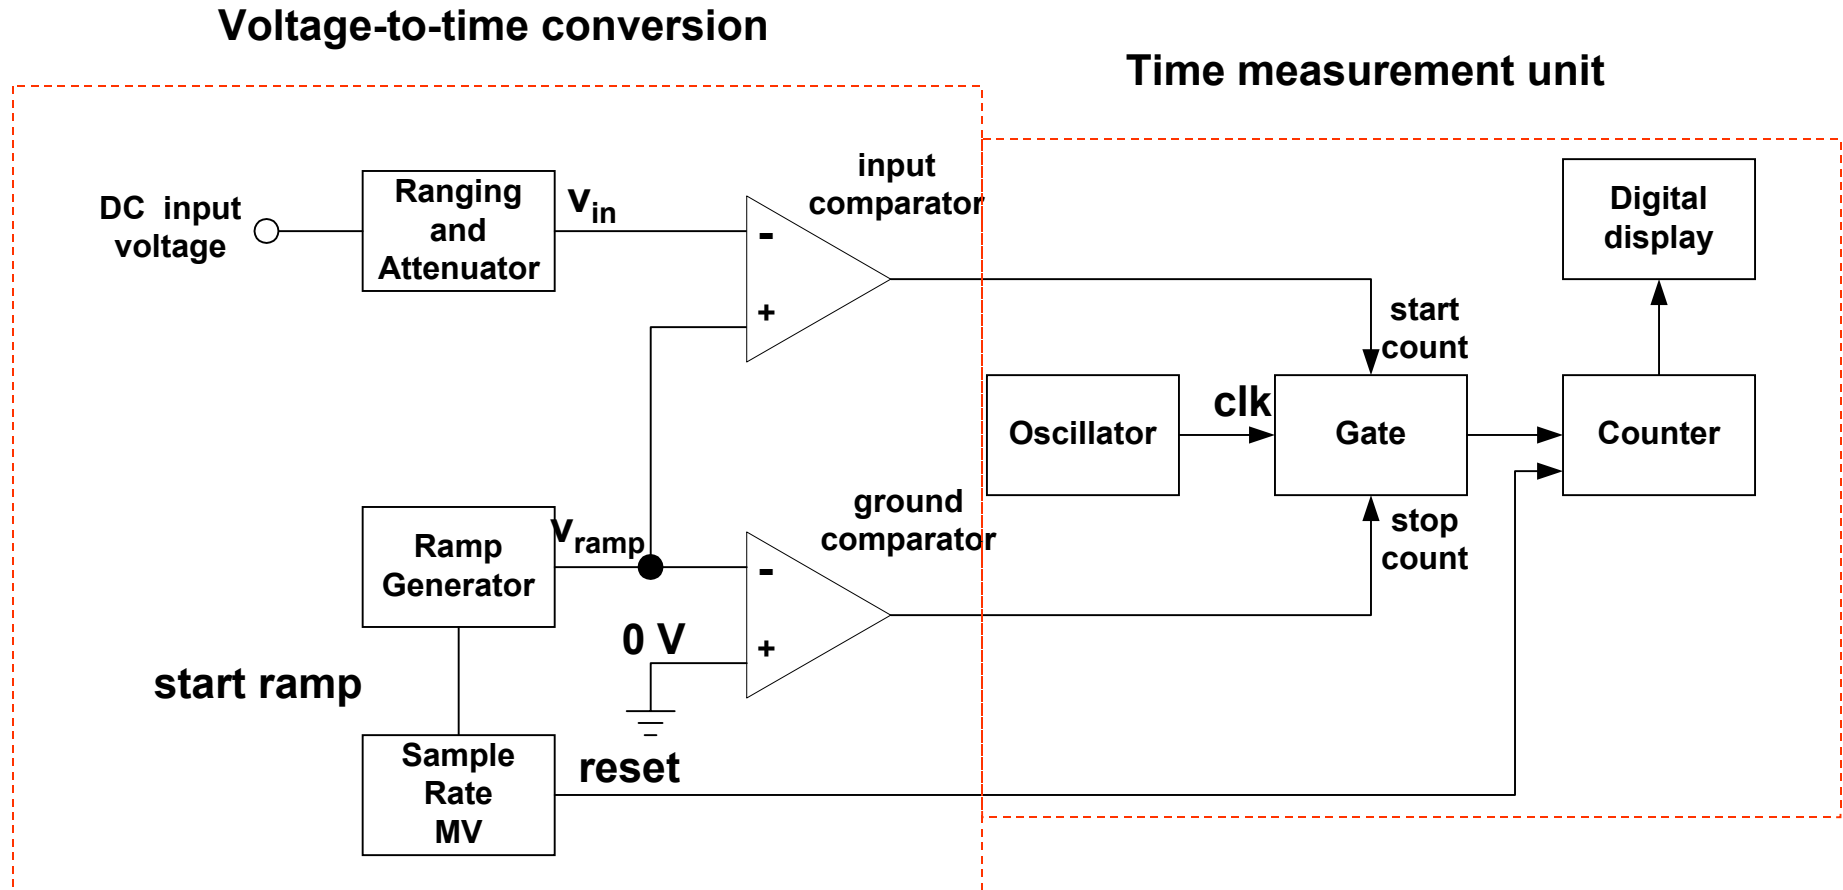 Voltage-to-time conversion
Time measurement unit
DC input
voltage
Ranging
and
Attenuator
vin
-
+
input
comparator
start
count
Digital
display
Oscillator
clk
Gate
Counter
Ramp
Generator
vramp
-
+
ground
comparator
stop
count
0 V
start ramp
Sample
Rate
MV
reset